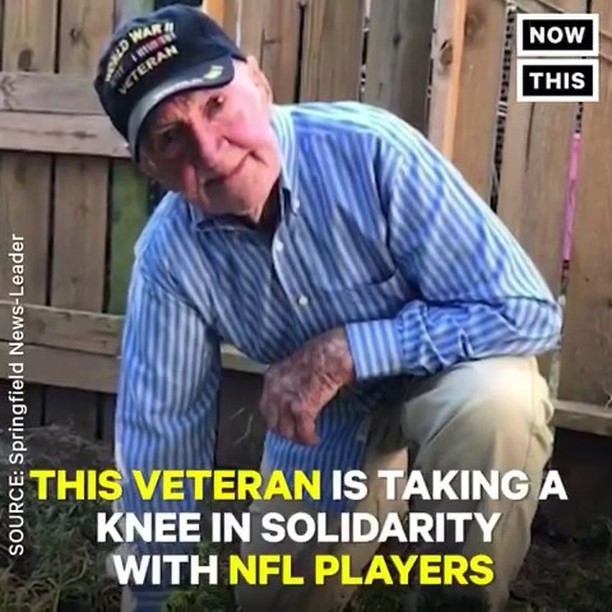 NOW
THIS
WORLD WAR II
VETERAN
SOURCE: Springfield News-Leader
THIS VETERAN IS TAKING A
KNEE IN SOLIDARITY
WITH NFL PLAYERS